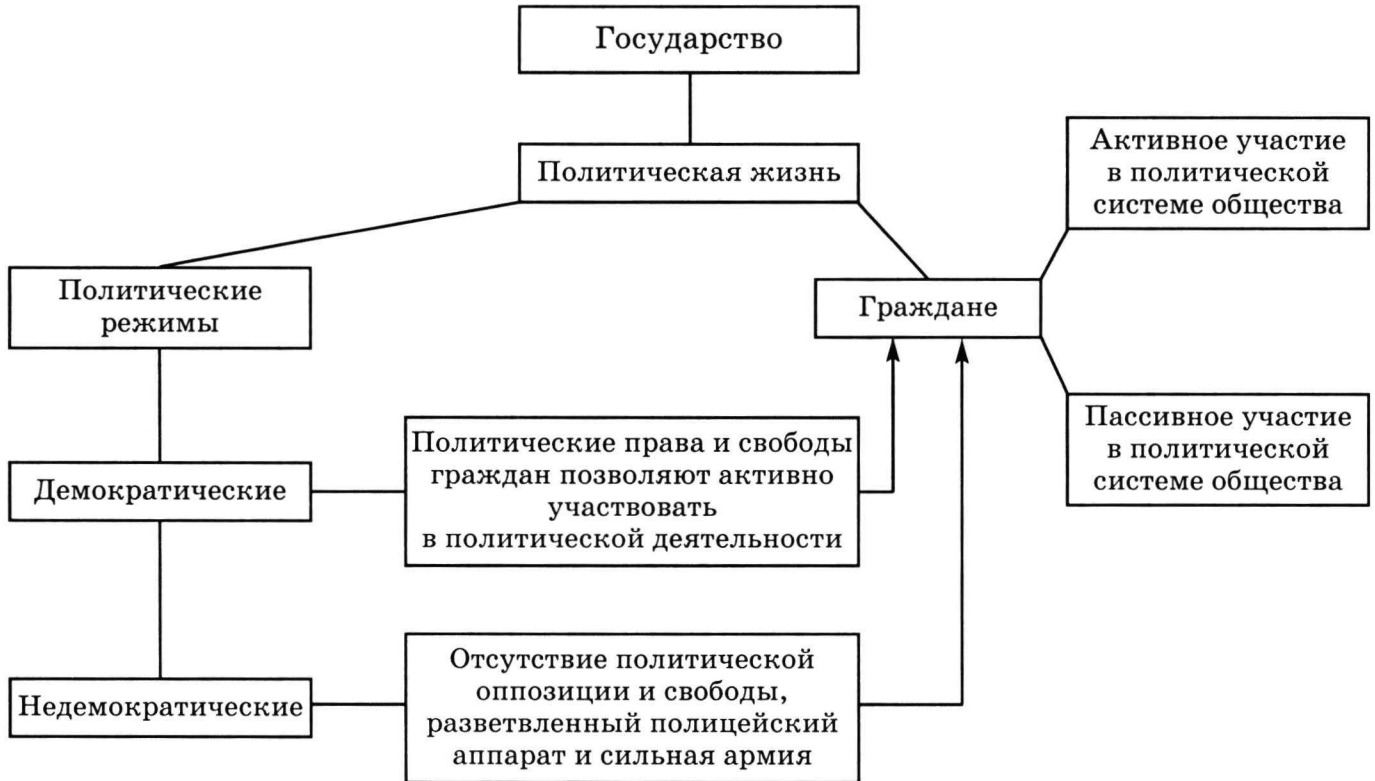 Государство
Политическая жизнь
Активное участие
в политической
системе общества
Политические
режимы
Граждане
Пассивное участие
в политической
системе общества
Демократические
Политические права и свободы
граждан позволяют активно
участвовать
в политической деятельности
Недемократические
Отсутствие политической
оппозиции и свободы,
разветвленный полицейский
аппарат и сильная армия